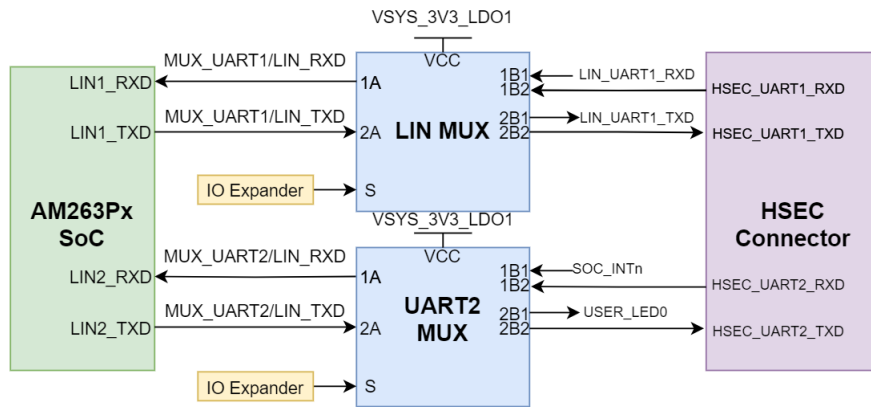 VSYS_3V3_LDO1
MUX_UART1/LIN_RXD
VCC
LIN1_RXD
1A
1B1
LIN_UART1_RXD
1B2
HSEC_UART1_RXD
MUX_UART1/LIN_TXD
2B1
LIN_UART1_TXD
LIN1_TXD
2A
LIN MUX
2B2
HSEC_UART1_TXD
IO Expander
S
AM263Px
SoC
HSEC
Connector
VSYS_3V3_LDO1
MUX_UART2/LIN_RXD
VCC
LIN2_RXD
1A
1B1
SOC_INTn
1B2
HSEC_UART2_RXD
MUX_UART2/LIN_TXD
UART2
MUX
2B1
USER_LED0
LIN2_TXD
2A
2B2
HSEC_UART2_TXD
IO Expander
S